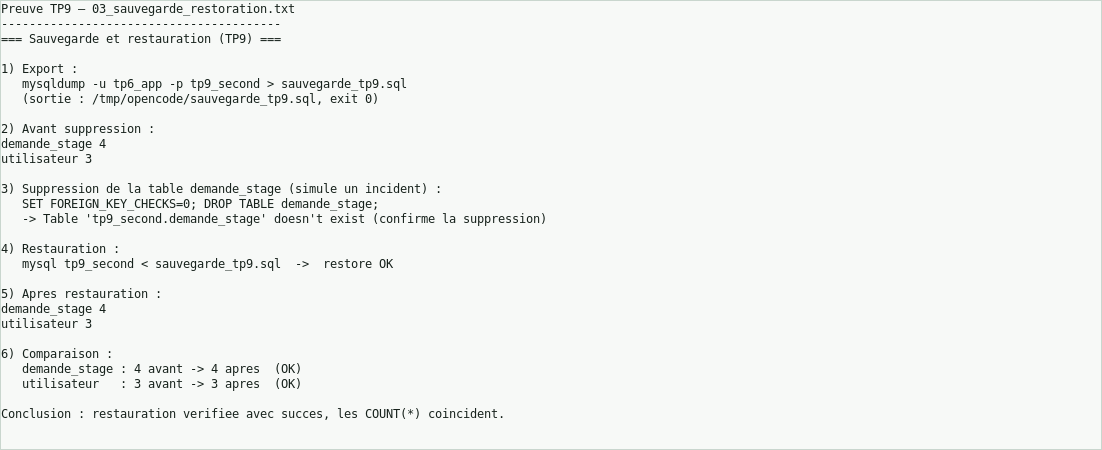 Preuve TP9 — 03_sauvegarde_restoration.txt
----------------------------------------
=== Sauvegarde et restauration (TP9) ===
1) Export :
mysqldump -u tp6_app -p tp9_second > sauvegarde_tp9.sql
(sortie : /tmp/opencode/sauvegarde_tp9.sql, exit 0)
2) Avant suppression :
demande_stage 4
utilisateur 3
3) Suppression de la table demande_stage (simule un incident) :
SET FOREIGN_KEY_CHECKS=0; DROP TABLE demande_stage;
-> Table 'tp9_second.demande_stage' doesn't exist (confirme la suppression)
4) Restauration :
mysql tp9_second < sauvegarde_tp9.sql  ->  restore OK
5) Apres restauration :
demande_stage 4
utilisateur 3
6) Comparaison :
demande_stage : 4 avant -> 4 apres  (OK)
utilisateur   : 3 avant -> 3 apres  (OK)
Conclusion : restauration verifiee avec succes, les COUNT(*) coincident.